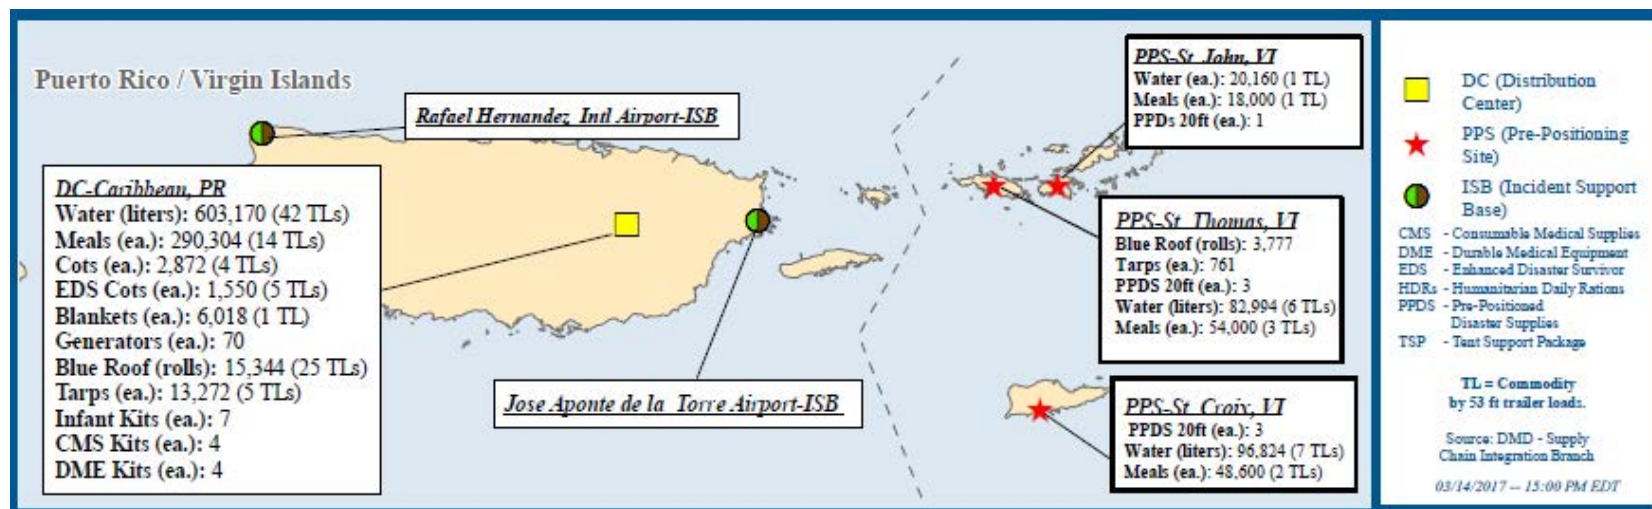 Puerto Rico / Virgin Islands
Rafael Hernandez Intl Airport-ISB
DC-Caribbean, PR
Water (liters): 603,170 (42 TLs)
Meals (ea.): 290,304 (14 TLs)
Cots (ea.): 2,872 (4 TLs)
EDS Cots (ea.): 1,550 (5 TLs)
Blankets (ea.): 6,018 (1 TL)
Generators (ea.): 70
Blue Roof (rolls): 15,344 (25 TLs)
Tarps (ea.): 13,272 (5 TLs)
Infant Kits (ea.): 7
CMS Kits (ea.): 4
DME Kits (ea.): 4
Jose Aponte de la Torre Airport-ISB
PPS-St. John, VI
Water (ea.): 20,160 (1 TL)
Meals (ea.): 18,000 (1 TL)
PPDs 20ft (ea.): 1
PPS-St. Thomas, VI
Blue Roof (rolls): 3,777
Tarps (ea.): 761
PPDS 20ft (ea.): 3
Water (liters): 82,994 (6 TLs)
Meals (ea.): 54,000 (3 TLs)
PPS-St. Croix, VI
PPDS 20ft (ea.): 3
Water (liters): 96,824 (7 TLs)
Meals (ea.): 48,600 (2 TLs)
DC (Distribution
Center)
PPS (Pre-Positioning
Site)
ISB (Incident Support
Base)
CMS - Consumable Medical Supplies
DME - Durable Medical Equipment
EDS - Enhanced Disaster Survivor
HDRs - Humanitarian Daily Rations
PPDS - Pre-Positioned
Disaster Supplies
TSP - Tent Support Package
TL = Commodity
by 53 ft trailer loads.
Source: DMD - Supply
Chain Integration Branch
03/14/2017 -- 15:00 PM EDT